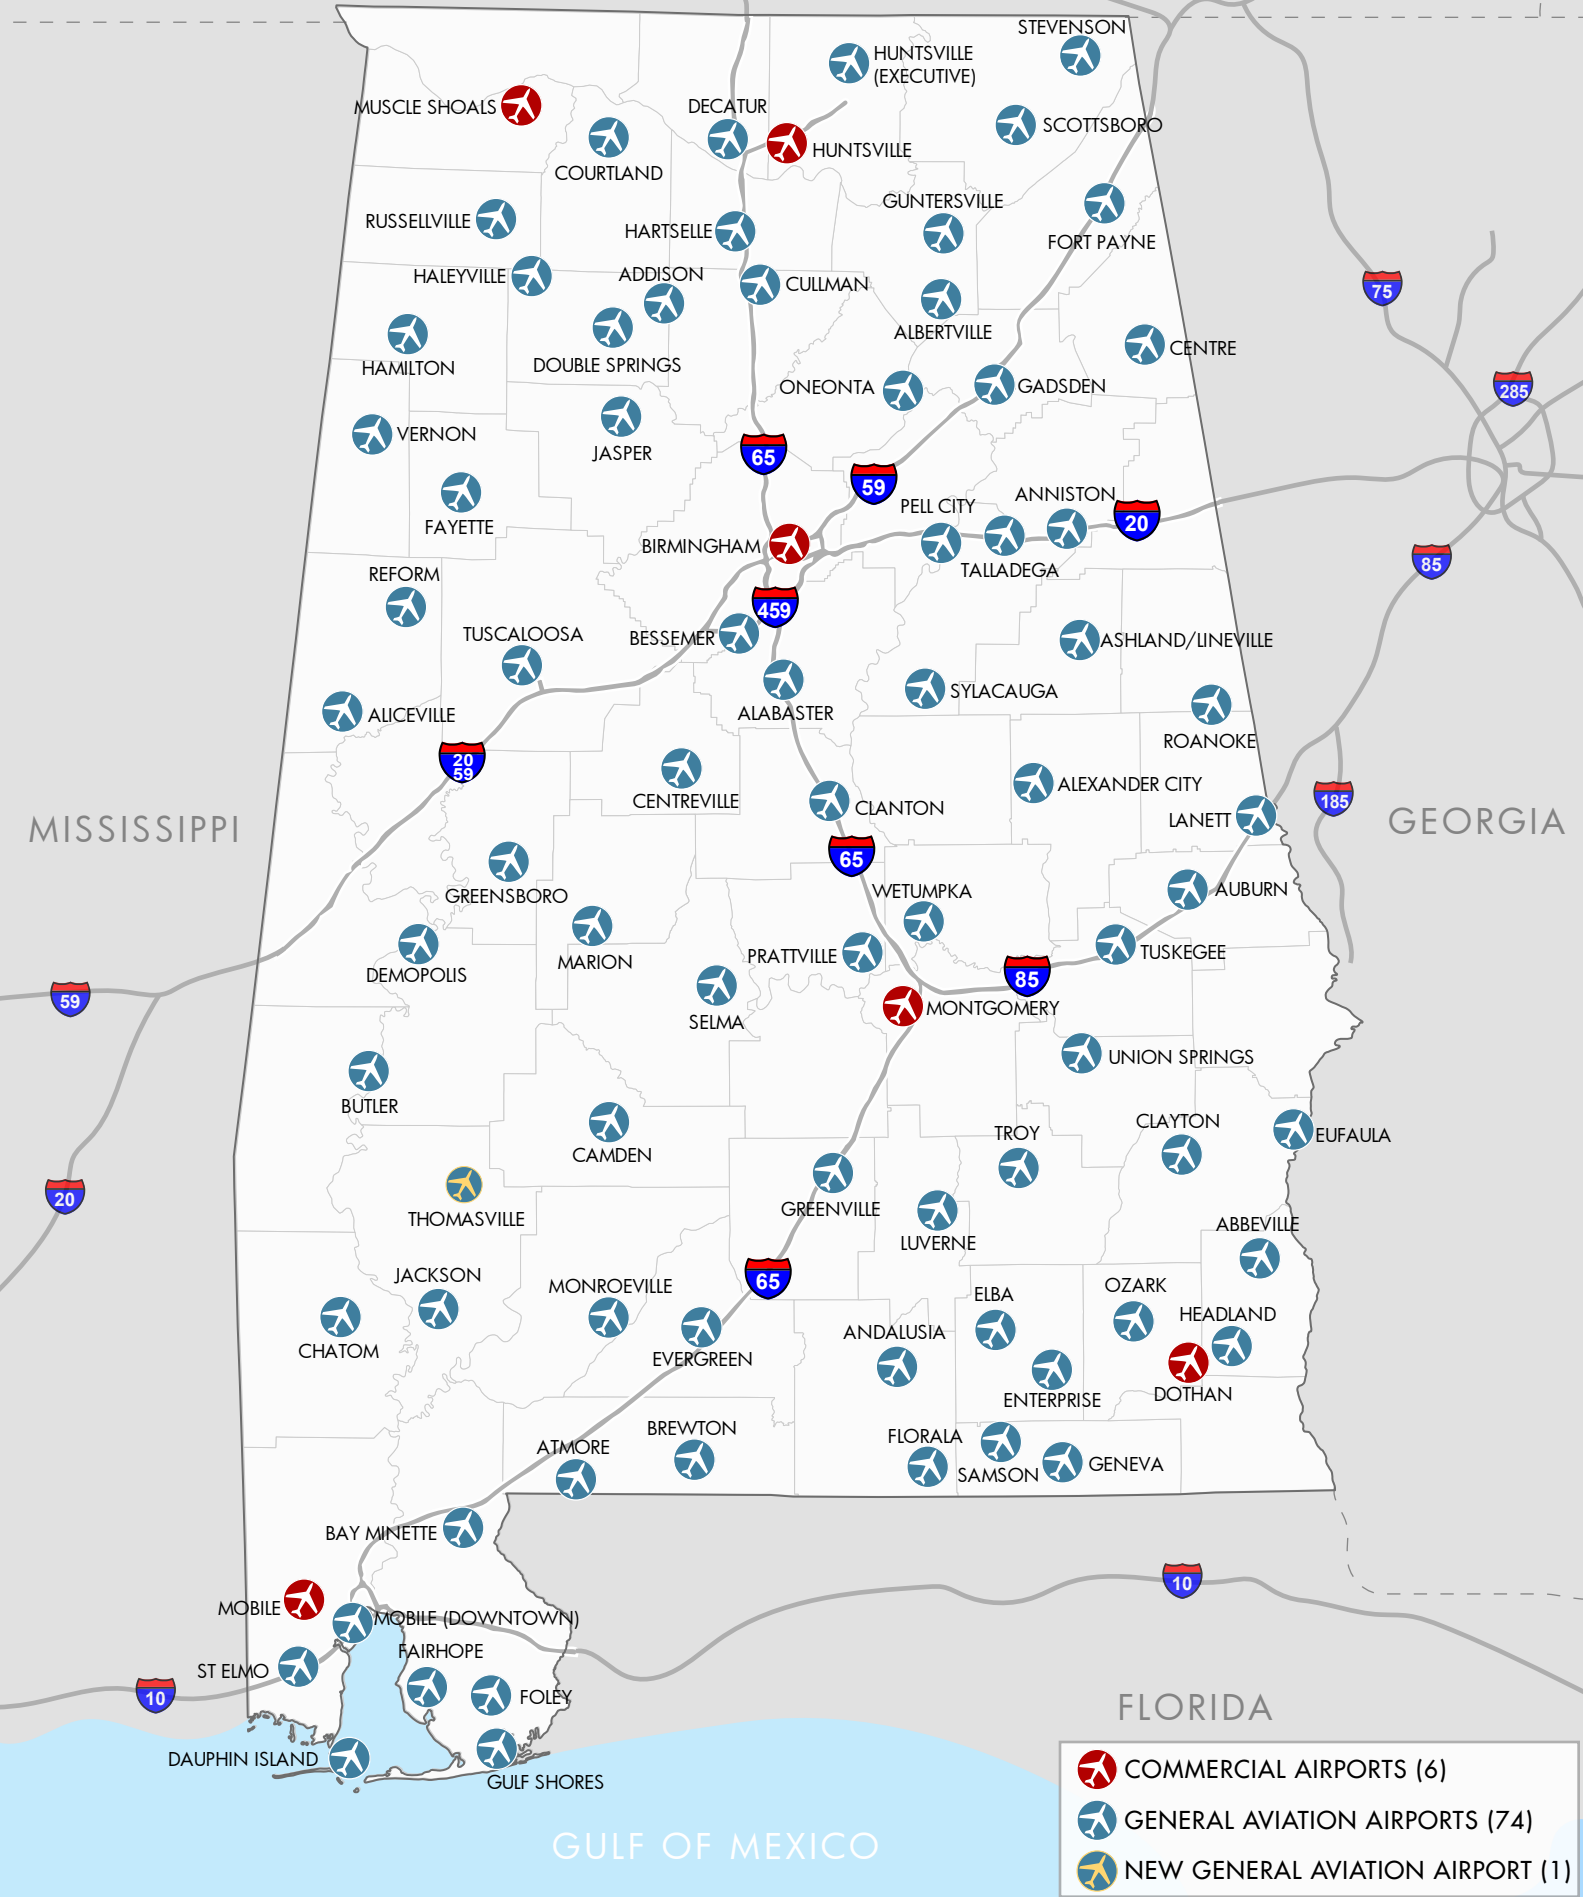 STEVENSON
HUNTSVILLE
(EXECUTIVE)
MUSCLE SHOALS
DECATUR
SCOTTSBORO
HUNTSVILLE
COURTLAND
GUNTERSVILLE
RUSSELLVILLE
HARTSELLE
FORT PAYNE
HALEYVILLE
ADDISON
CULLMAN
75
ALBERTVILLE
CENTRE
HAMILTON
DOUBLE SPRINGS
ONEONTA
GADSDEN
285
VERNON
JASPER
65
59
ANNISTON
PELL CITY
FAYETTE
20
BIRMINGHAM
85
TALLADEGA
REFORM
459
TUSCALOOSA
BESSEMER
ASHLAND/LINEVILLE
SYLACAUGA
ALICEVILLE
ALABASTER
ROANOKE
20
59
ALEXANDER CITY
CENTREVILLE
185
CLANTON
LANETT
MISSISSIPPI
GEORGIA
65
WETUMPKA
AUBURN
GREENSBORO
TUSKEGEE
PRATTVILLE
MARION
DEMOPOLIS
85
59
MONTGOMERY
SELMA
UNION SPRINGS
BUTLER
CLAYTON
TROY
EUFAULA
CAMDEN
20
GREENVILLE
THOMASVILLE
ABBEVILLE
LUVERNE
JACKSON
65
MONROEVILLE
OZARK
ELBA
HEADLAND
ANDALUSIA
CHATOM
EVERGREEN
DOTHAN
ENTERPRISE
BREWTON
FLORALA
ATMORE
GENEVA
SAMSON
BAY MINETTE
10
MOBILE
MOBILE (DOWNTOWN)
FAIRHOPE
ST ELMO
10
FOLEY
FLORIDA
DAUPHIN ISLAND
GULF SHORES
COMMERCIAL AIRPORTS (6)
GENERAL AVIATION AIRPORTS (74)
GULF OF MEXICO
NEW GENERAL AVIATION AIRPORT (1)